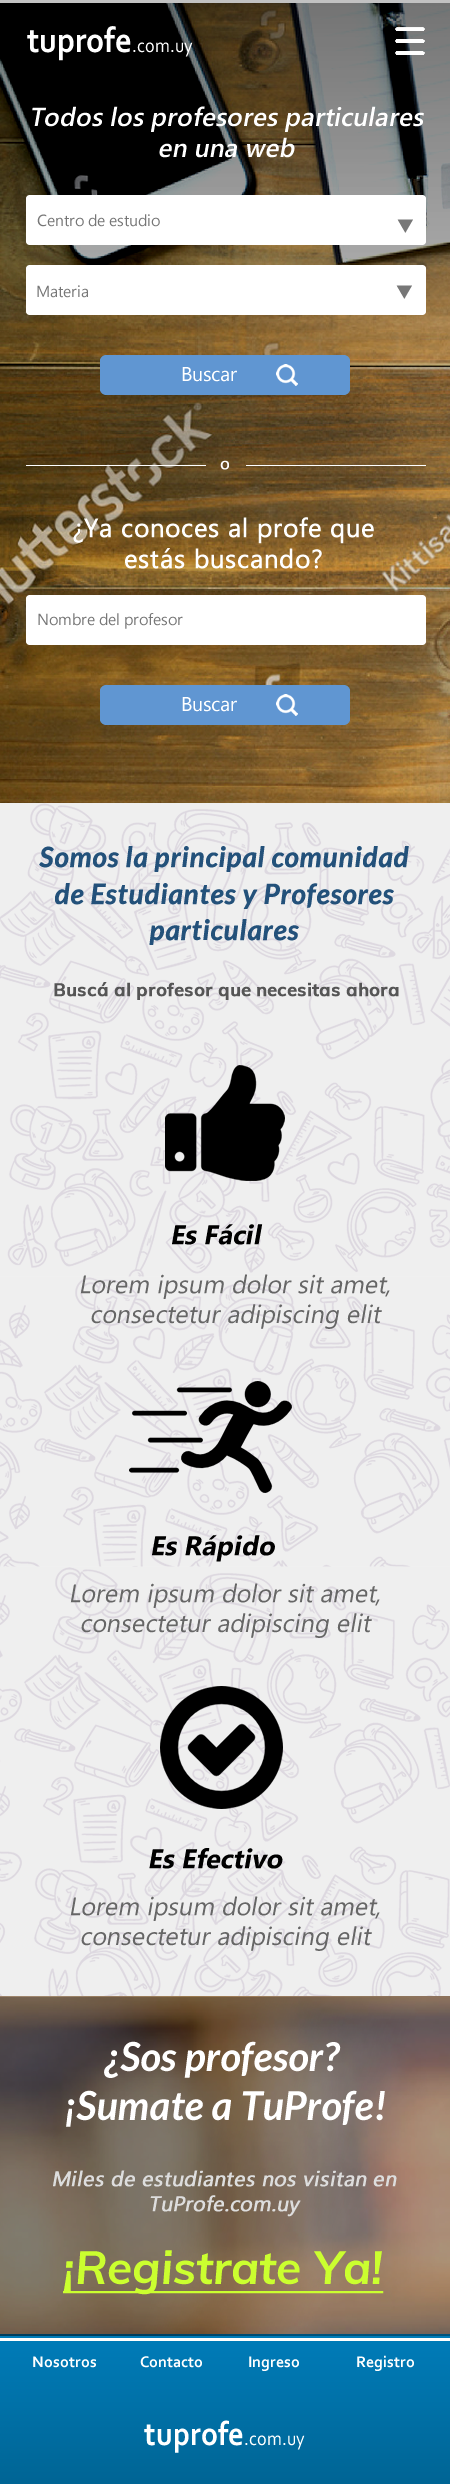 tuprofe.com.uy
Todos los profesores particulares
en una web
Centro de estudio
Materia
Buscar
o
¿Ya conoces al profe que
estás buscando?
Nombre del profesor
Buscar
Somos la principal comunidad
de Estudiantes y Profesores
particulares
Buscá al profesor que necesitas ahora
Es Fácil
Lorem ipsum dolor sit amet,
consectetur adipiscing elit
Es Rápido
Lorem ipsum dolor sit amet,
consectetur adipiscing elit
Es Efectivo
Lorem ipsum dolor sit amet,
consectetur adipiscing elit
¿Sos profesor?
¡Sumate a TuProfe!
Miles de estudiantes nos visitan en
TuProfe.com.uy
¡Registrate Ya!
Nosotros Contacto Ingreso Registro
tuprofe.com.uy